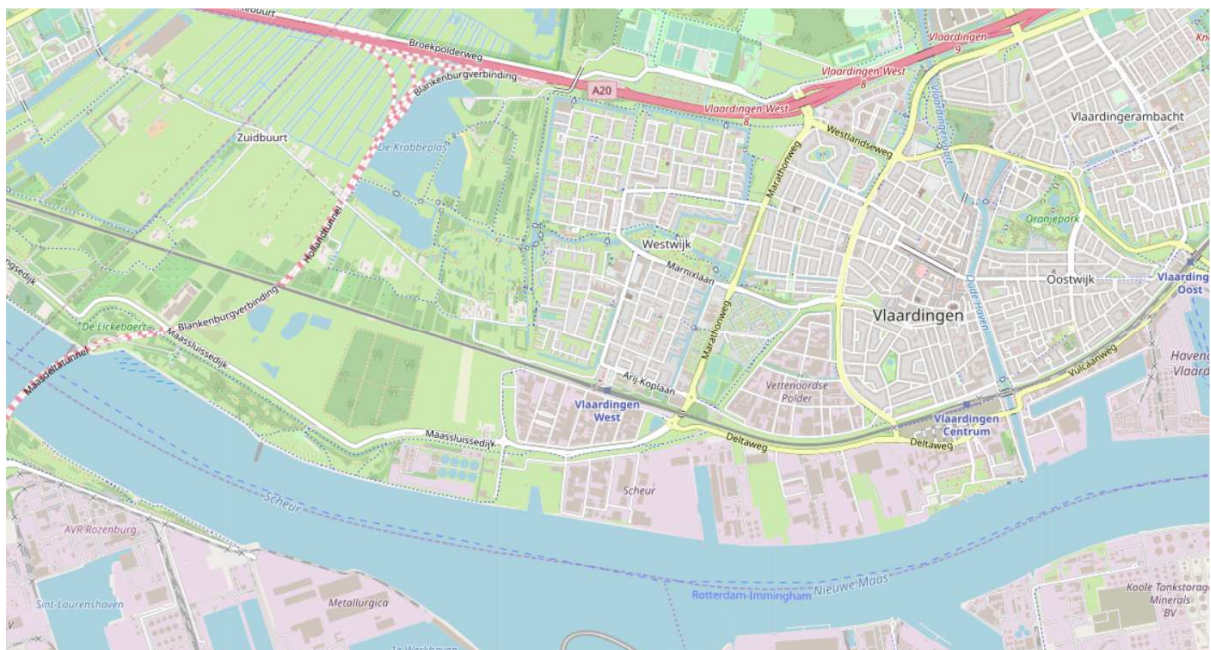 Broekpolderweg
Blankenburgverbinding
A20
Vlaardingen
9
Vlaardingen-West
8
Vlaardingen-West
8
Zuidbuurt
De Krabbeplas
Westlandseweg
Vlaardingerambacht
Marathonweg
Hollandtunnel
Westwijk
Marnixlaan
Oranjepark
Oude Haven
Oostwijk
Vlaarding
Oost
Blankenburgverbinding
De Lickebaert
Maassluissedijk
Maasdeltatunnel
Marathonweg
Vlaardingen
Arij Koplaan
Vettenoordse
Polder
Vulcaanweg
Vlaardingen
West
Vlaardingen
Centrum
Maassluissedijk
Deltaweg
Deltaweg
Scheur
Scheur
AVR Rozenburg
Nieuwe Maas
Rotterdam-Immingham
Sint-Laurenshaven
Metallurgica
Koole Tankstorag
Minerals
BV